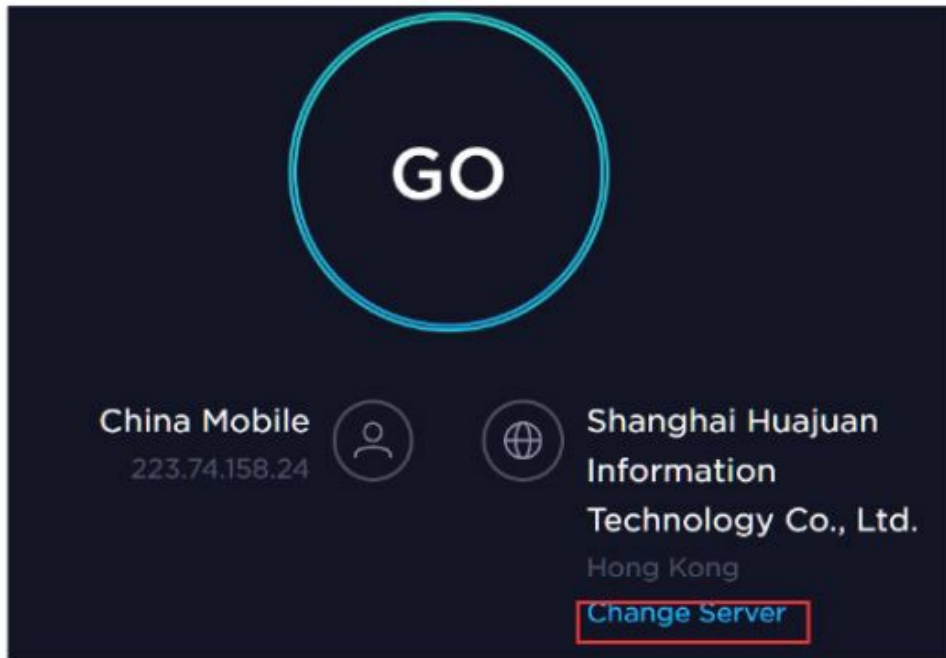 GO
China Mobile
223.74.158.24
Shanghai Huajuan
Information
Technology Co., Ltd.
Hong Kong
Change Server